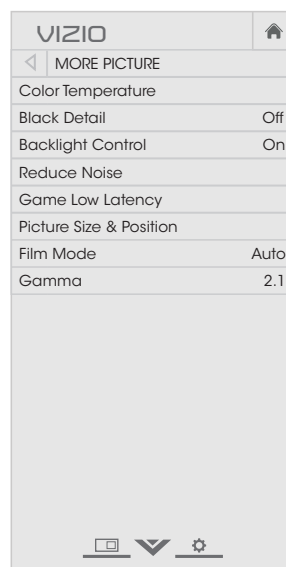 VIZIO
MORE PICTURE
Color Temperature
Black Detail Off
Backlight Control On
Reduce Noise
Game Low Latency
Picture Size & Position
Film Mode Auto
Gamma 2.1